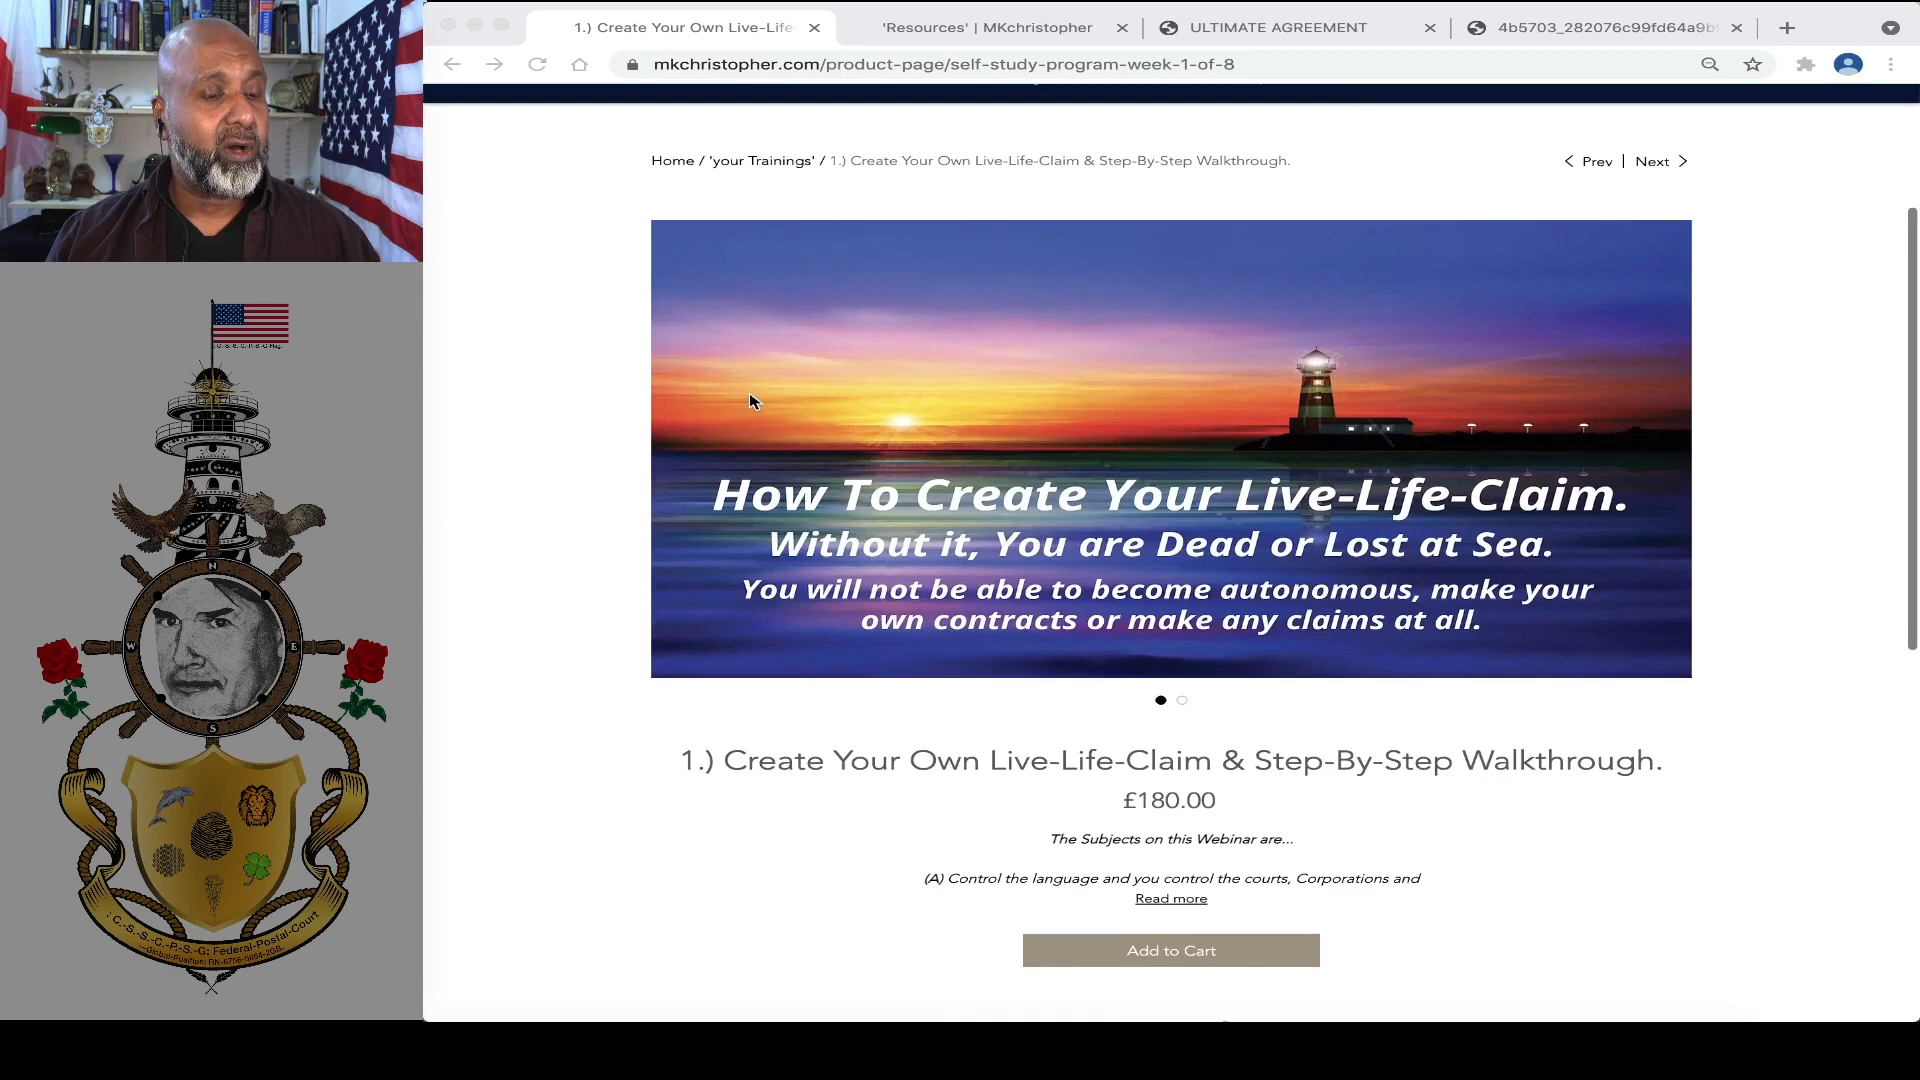 1.) Create Your Own Live-Life
'Resources' | MKchristopher
ULTIMATE AGREEMENT
4b5703_282076c99fd64a9b
mkchristopher.com/product-page/self-study-program-week-1-of-8
Home / 'your Trainings' / 1.) Create Your Own Live-Life-Claim & Step-By-Step Walkthrough.
Prev | Next
How To Create Your Live-Life-Claim.
Without it, You are Dead or Lost at Sea.
You will not be able to become autonomous, make your
own contracts or make any claims at all.
1.) Create Your Own Live-Life-Claim & Step-By-Step Walkthrough.
£180.00
The Subjects on this Webinar are...
(A) Control the language and you control the courts, Corporations and
Read more
Add to Cart
: C.-S.-S.-C.-P.-S.-G-Flag.
N
W
E
S
: C.-S.-S.-C.-P.-S.-G: Federal-Postal-Court